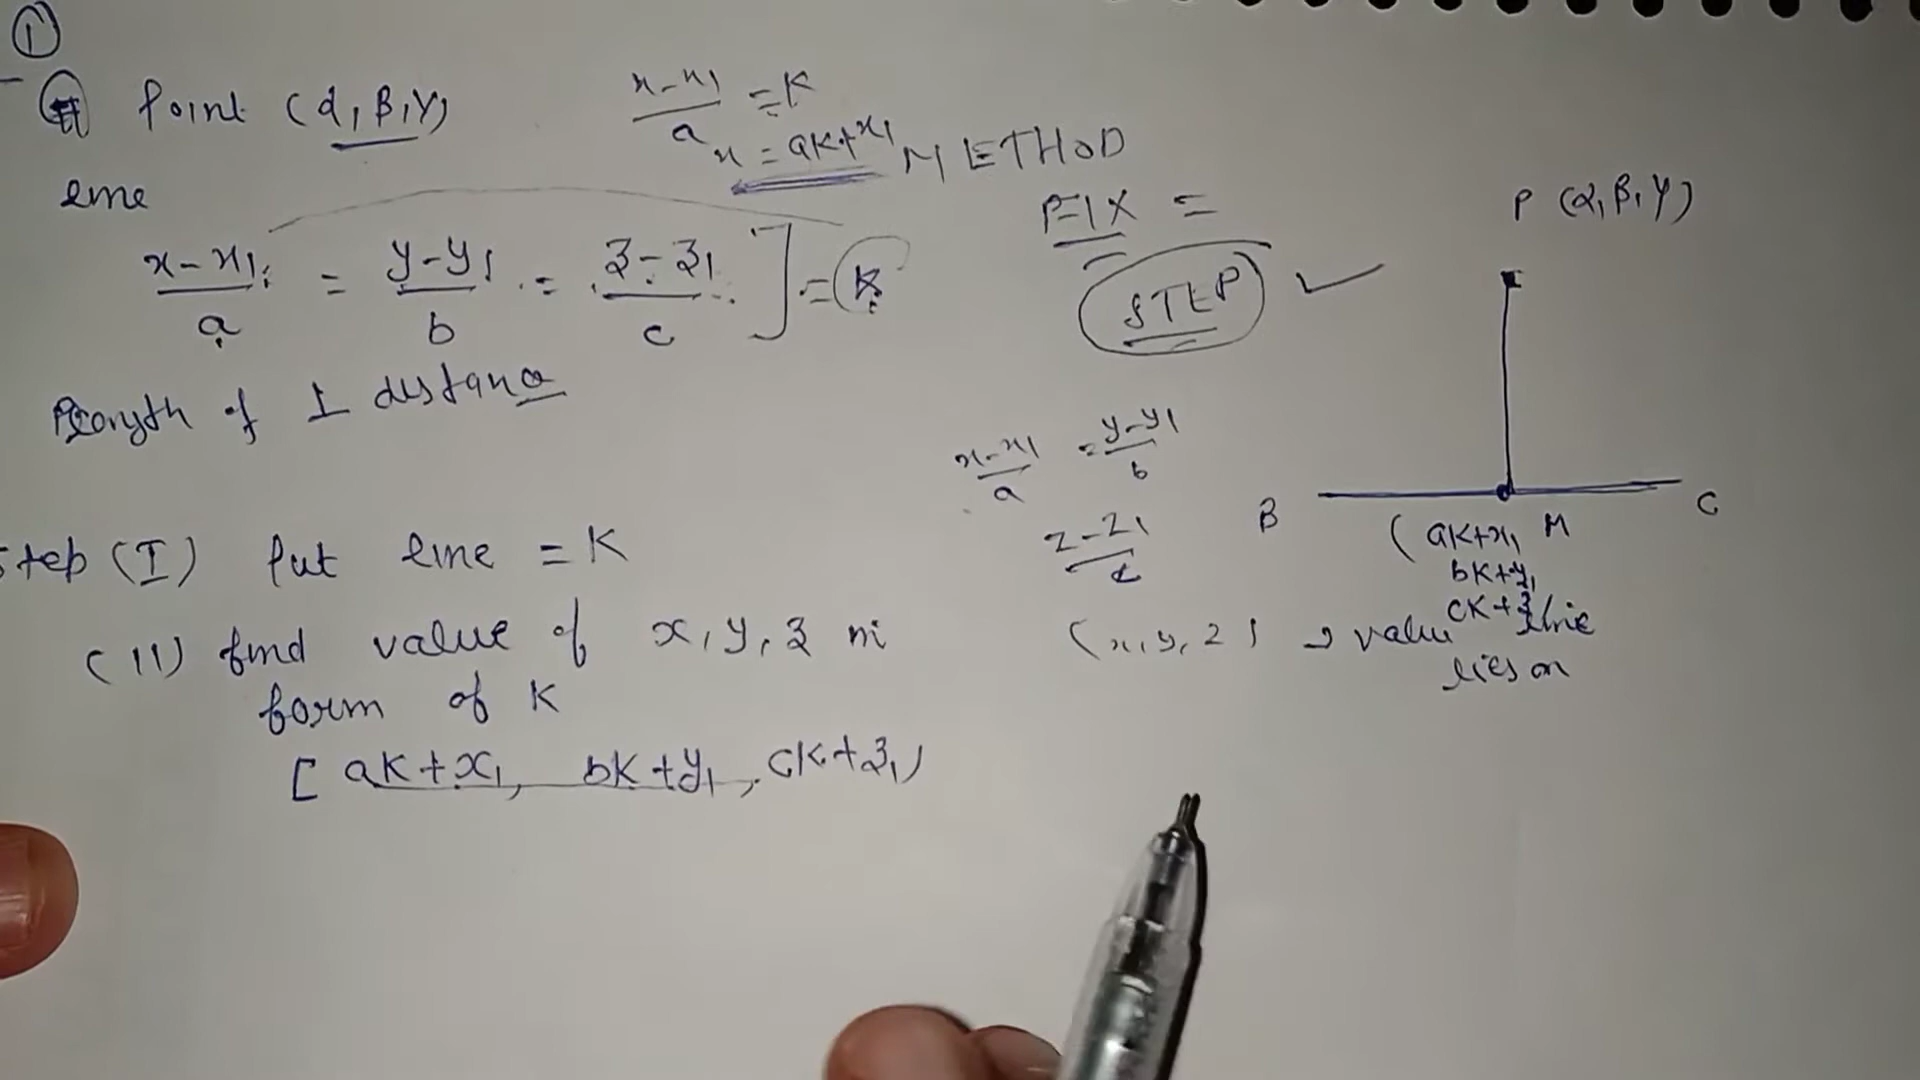 ①
Point (α, β, γ)
x-x₁/a = K
x = ak+x₁
METHOD
line
FIX =
P (α, β, γ)
x-x₁/a = y-y₁/b = z-z₁/c ] = K
STEP ✓
Length of ⊥ distance
x-x₁/a = y-y₁/b
z-z₁/c
B C
M
(ak+x₁
bk+y₁
ck+z₁
Step (I) Put line = K
(II) find value of x, y, z in
form of K
(x, y, z) → value line
lies on
[ ak+x₁, bk+y₁, ck+z₁)